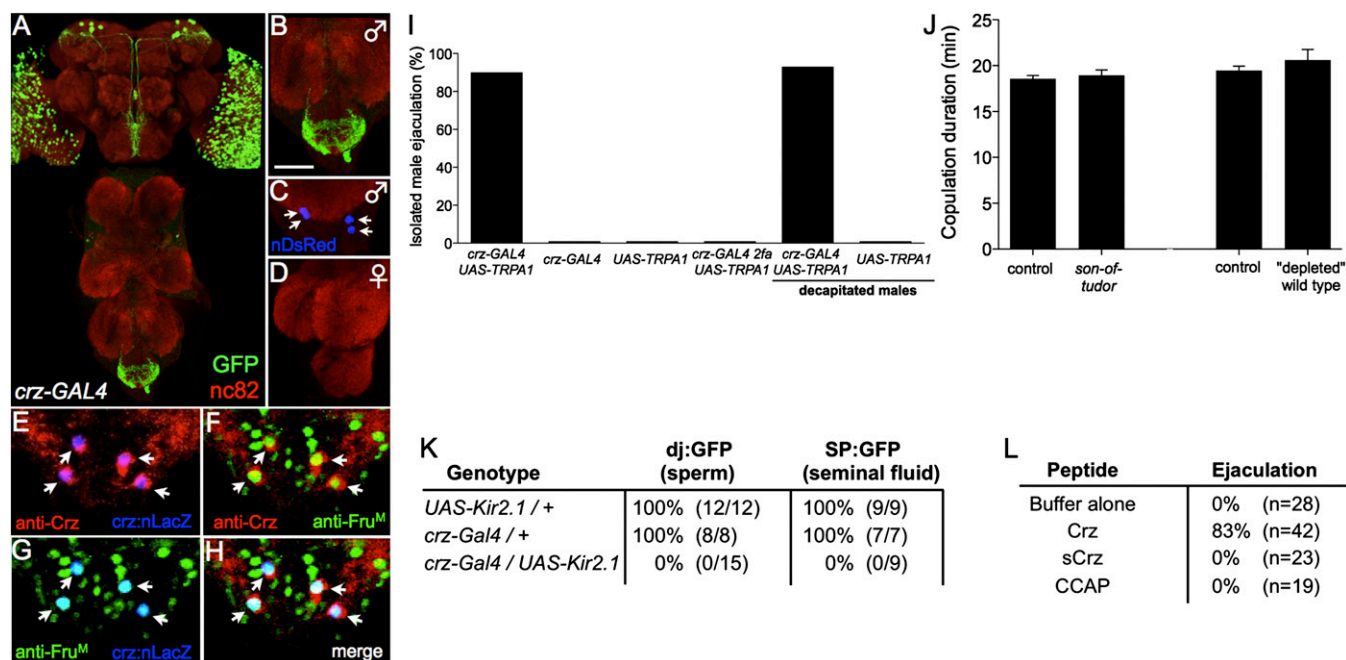 A
crz-GAL4
GFP
nc82
B
♂
C
♂
nDsRed
D
♀
E
anti-Crz
crz:nLacZ
F
anti-Crz
anti-Fruᴹ
G
anti-Fruᴹ
crz:nLacZ
H
merge
I
Isolated male ejaculation (%)
100
80
60
40
20
0
crz-GAL4
UAS-TRPA1
crz-GAL4
UAS-TRPA1
crz-GAL4 2fa
UAS-TRPA1
crz-GAL4
UAS-TRPA1
UAS-TRPA1
decapitated males
J
Copulation duration (min)
25
20
15
10
5
0
control
son-of-
tudor
control
"depleted"
wild type
K
dj:GFP SP:GFP
Genotype (sperm) (seminal fluid)
UAS-Kir2.1 / + 100% (12/12) 100% (9/9)
crz-Gal4 / + 100% (8/8) 100% (7/7)
crz-Gal4 / UAS-Kir2.1 0% (0/15) 0% (0/9)
L
Peptide Ejaculation
Buffer alone 0% (n=28)
Crz 83% (n=42)
sCrz 0% (n=23)
CCAP 0% (n=19)